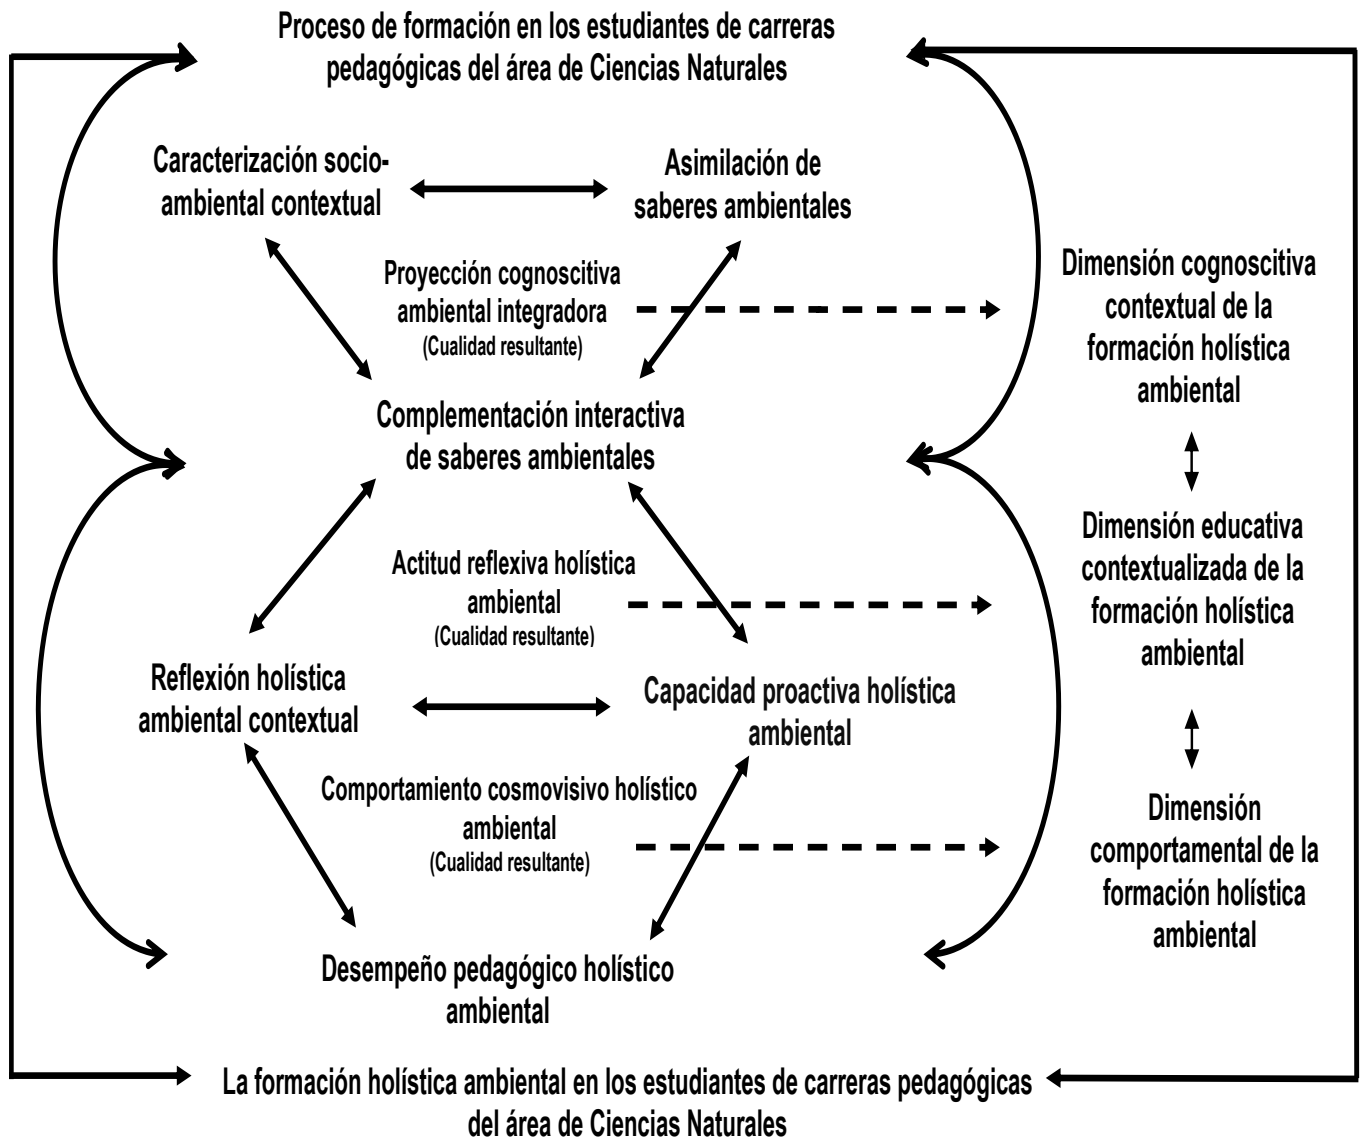 Proceso de formación en los estudiantes de carreras
pedagógicas del área de Ciencias Naturales
Caracterización socio-
ambiental contextual
Asimilación de
saberes ambientales
Proyección cognoscitiva
ambiental integradora
(Cualidad resultante)
Dimensión cognoscitiva
contextual de la
formación holística
ambiental
Complementación interactiva
de saberes ambientales
Actitud reflexiva holística
ambiental
(Cualidad resultante)
Dimensión educativa
contextualizada de la
formación holística
ambiental
Reflexión holística
ambiental contextual
Capacidad proactiva holística
ambiental
Comportamiento cosmovisivo holístico
ambiental
(Cualidad resultante)
Dimensión
comportamental de la
formación holística
ambiental
Desempeño pedagógico holístico
ambiental
La formación holística ambiental en los estudiantes de carreras pedagógicas
del área de Ciencias Naturales